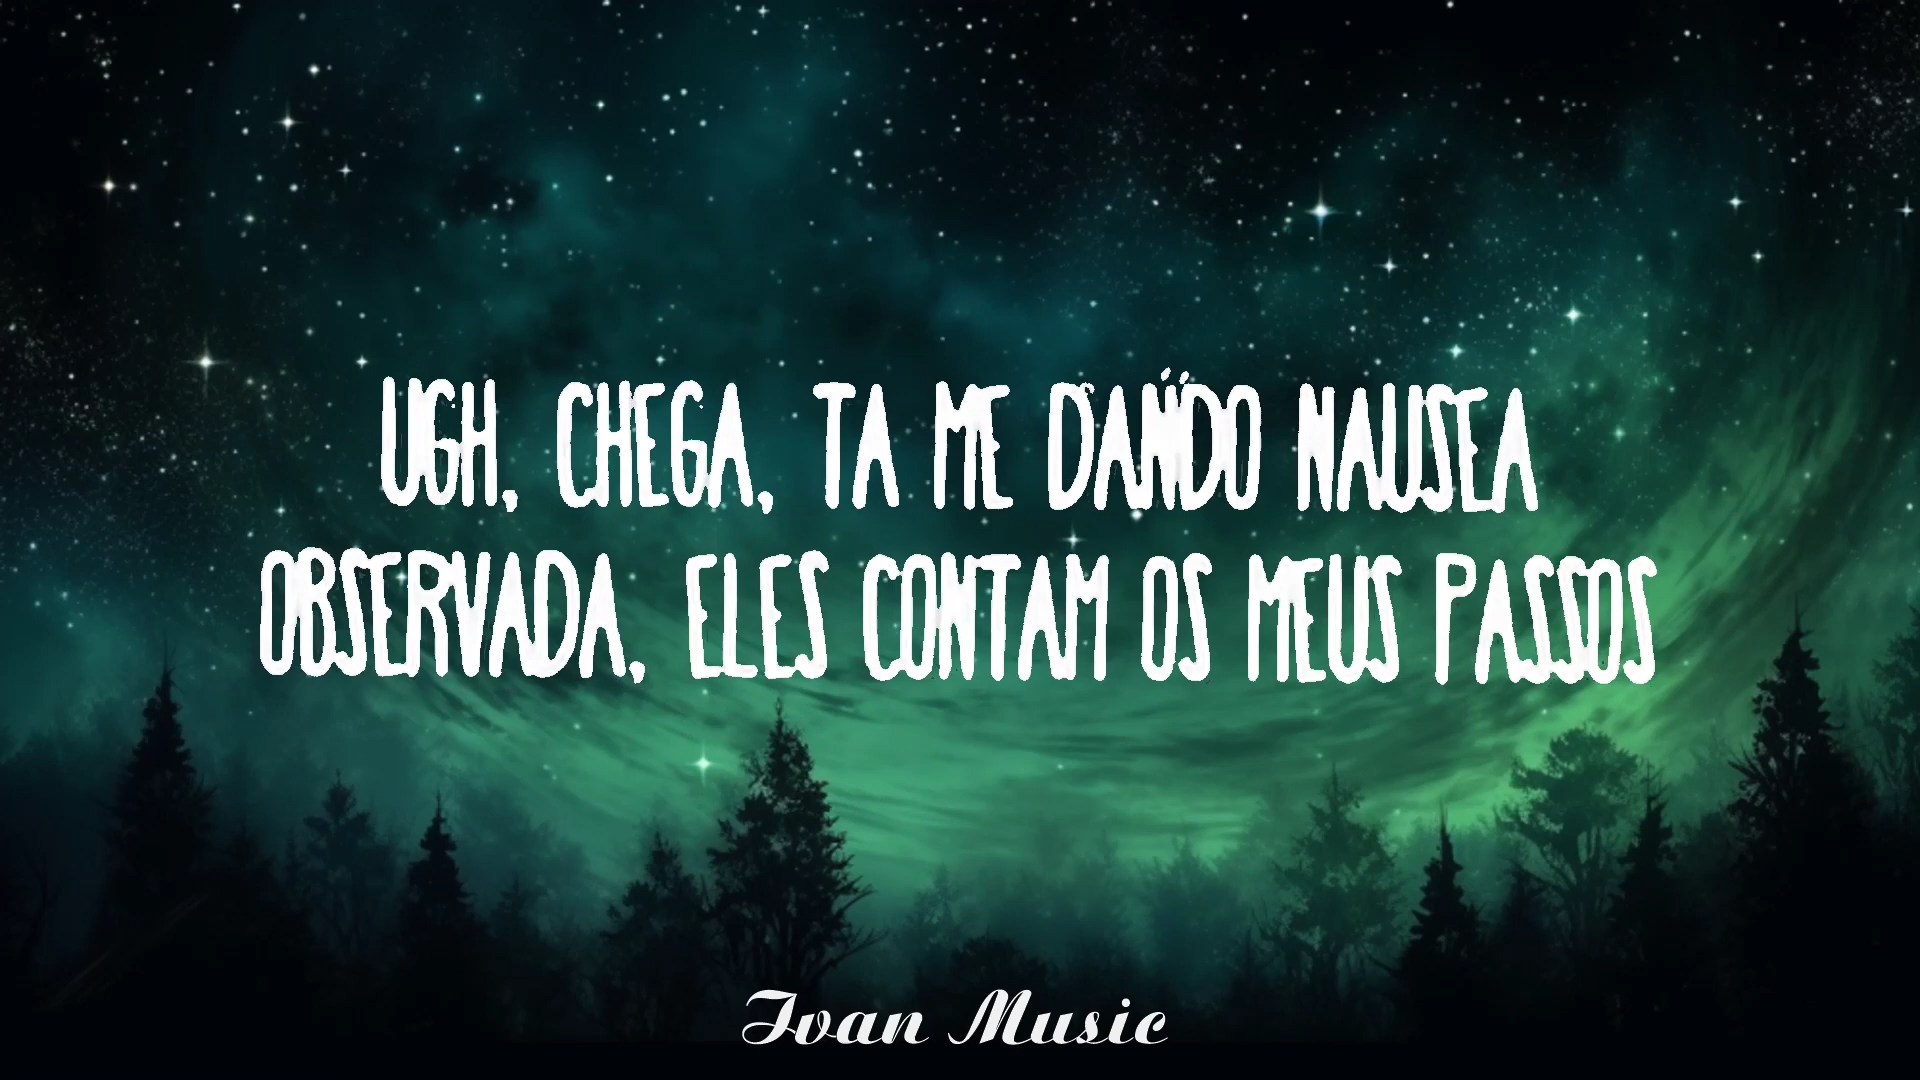 UGH, CHEGA, TA ME DANDO NAUSEA
OBSERVADA, ELES CONTAM OS MEUS PASSOS
Ivan Music